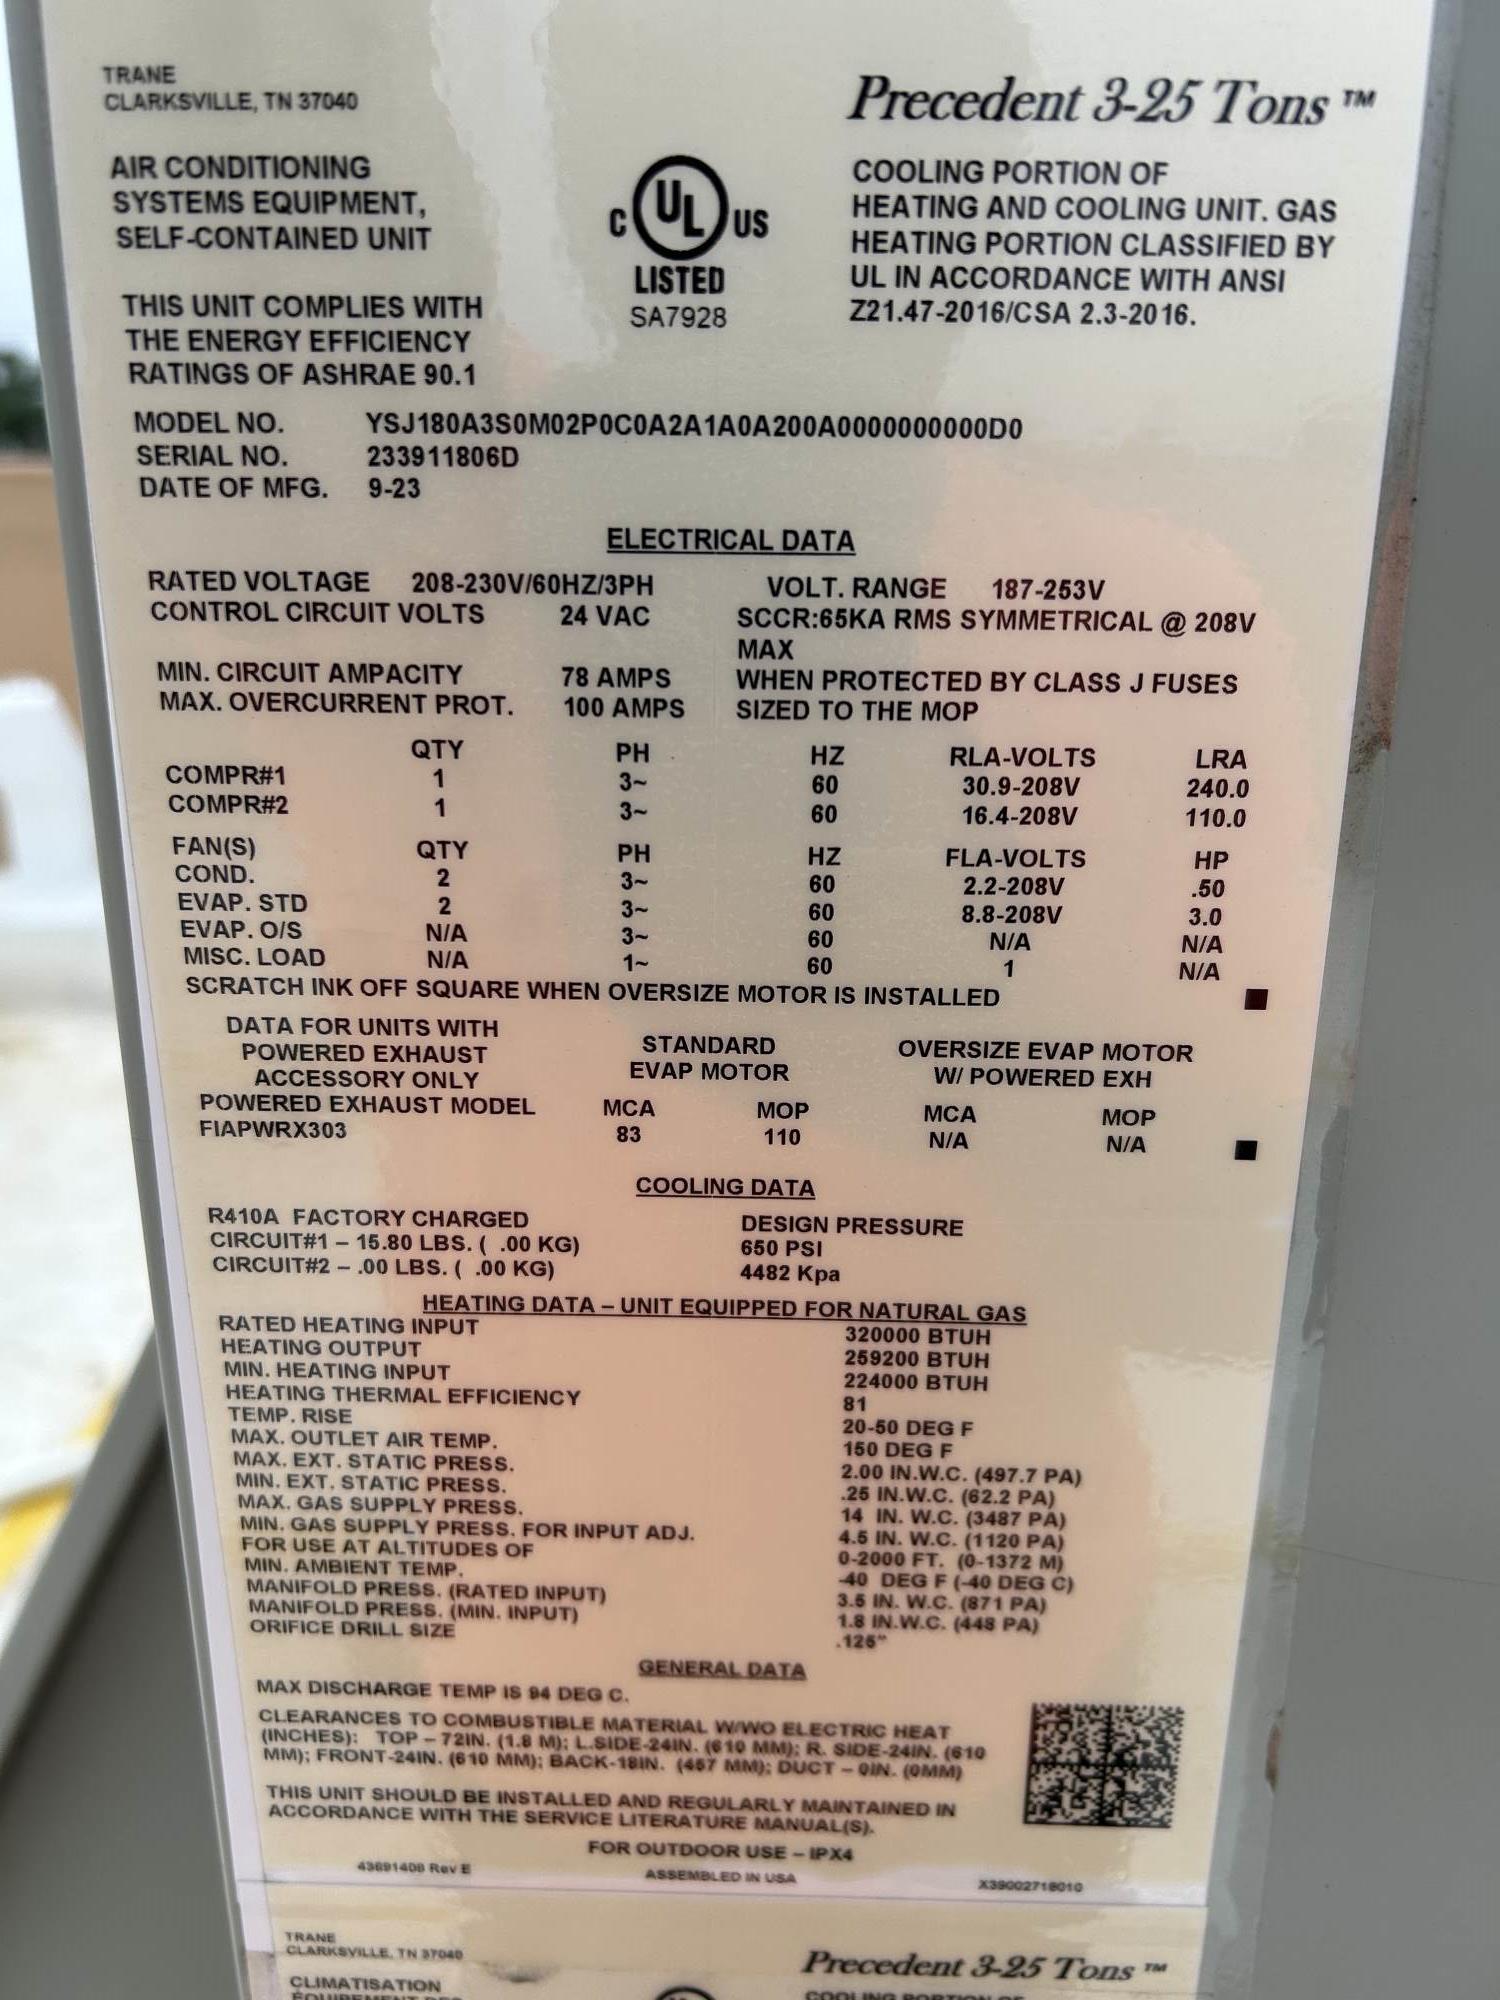 TRANE
CLARKSVILLE, TN 37040
Precedent 3-25 Tons™
AIR CONDITIONING
SYSTEMS EQUIPMENT,
SELF-CONTAINED UNIT
C UL US
LISTED
SA7928
COOLING PORTION OF
HEATING AND COOLING UNIT. GAS
HEATING PORTION CLASSIFIED BY
UL IN ACCORDANCE WITH ANSI
Z21.47-2016/CSA 2.3-2016.
THIS UNIT COMPLIES WITH
THE ENERGY EFFICIENCY
RATINGS OF ASHRAE 90.1
MODEL NO. YSJ180A3S0M02P0C0A2A1A0A200A0000000000D0
SERIAL NO. 233911806D
DATE OF MFG. 9-23
ELECTRICAL DATA
RATED VOLTAGE 208-230V/60HZ/3PH VOLT. RANGE 187-253V
CONTROL CIRCUIT VOLTS 24 VAC SCCR:65KA RMS SYMMETRICAL @ 208V
MAX
MIN. CIRCUIT AMPACITY 78 AMPS WHEN PROTECTED BY CLASS J FUSES
MAX. OVERCURRENT PROT. 100 AMPS SIZED TO THE MOP
QTY PH HZ RLA-VOLTS LRA
COMPR#1 1 3~ 60 30.9-208V 240.0
COMPR#2 1 3~ 60 16.4-208V 110.0
FAN(S) QTY PH HZ FLA-VOLTS HP
COND. 2 3~ 60 2.2-208V .50
EVAP. STD 2 3~ 60 8.8-208V 3.0
EVAP. O/S N/A 3~ 60 N/A N/A
MISC. LOAD N/A 1~ 60 1 N/A
SCRATCH INK OFF SQUARE WHEN OVERSIZE MOTOR IS INSTALLED
DATA FOR UNITS WITH
POWERED EXHAUST STANDARD OVERSIZE EVAP MOTOR
ACCESSORY ONLY EVAP MOTOR W/ POWERED EXH
POWERED EXHAUST MODEL MCA MOP MCA MOP
FIAPWRX303 83 110 N/A N/A
COOLING DATA
R410A FACTORY CHARGED DESIGN PRESSURE
CIRCUIT#1 – 15.80 LBS. ( .00 KG) 650 PSI
CIRCUIT#2 – .00 LBS. ( .00 KG) 4482 Kpa
HEATING DATA – UNIT EQUIPPED FOR NATURAL GAS
RATED HEATING INPUT 320000 BTUH
HEATING OUTPUT 259200 BTUH
MIN. HEATING INPUT 224000 BTUH
HEATING THERMAL EFFICIENCY 81
TEMP. RISE 20-50 DEG F
MAX. OUTLET AIR TEMP. 150 DEG F
MAX. EXT. STATIC PRESS. 2.00 IN.W.C. (497.7 PA)
MIN. EXT. STATIC PRESS. .25 IN.W.C. (62.2 PA)
MAX. GAS SUPPLY PRESS. 14 IN. W.C. (3487 PA)
MIN. GAS SUPPLY PRESS. FOR INPUT ADJ. 4.5 IN. W.C. (1120 PA)
FOR USE AT ALTITUDES OF 0-2000 FT. (0-1372 M)
MIN. AMBIENT TEMP. -40 DEG F (-40 DEG C)
MANIFOLD PRESS. (RATED INPUT) 3.5 IN. W.C. (871 PA)
MANIFOLD PRESS. (MIN. INPUT) 1.8 IN.W.C. (448 PA)
ORIFICE DRILL SIZE .125"
GENERAL DATA
MAX DISCHARGE TEMP IS 94 DEG C.
CLEARANCES TO COMBUSTIBLE MATERIAL W/WO ELECTRIC HEAT
(INCHES): TOP – 72IN. (1.8 M); L.SIDE-24IN. (610 MM); R. SIDE-24IN. (610
MM); FRONT-24IN. (610 MM); BACK-18IN. (457 MM); DUCT – 0IN. (0MM)
THIS UNIT SHOULD BE INSTALLED AND REGULARLY MAINTAINED IN
ACCORDANCE WITH THE SERVICE LITERATURE MANUAL(S).
FOR OUTDOOR USE – IPX4
43691408 Rev E ASSEMBLED IN USA X39002718010
TRANE
CLARKSVILLE, TN 37040
Precedent 3-25 Tons™
CLIMATISATION